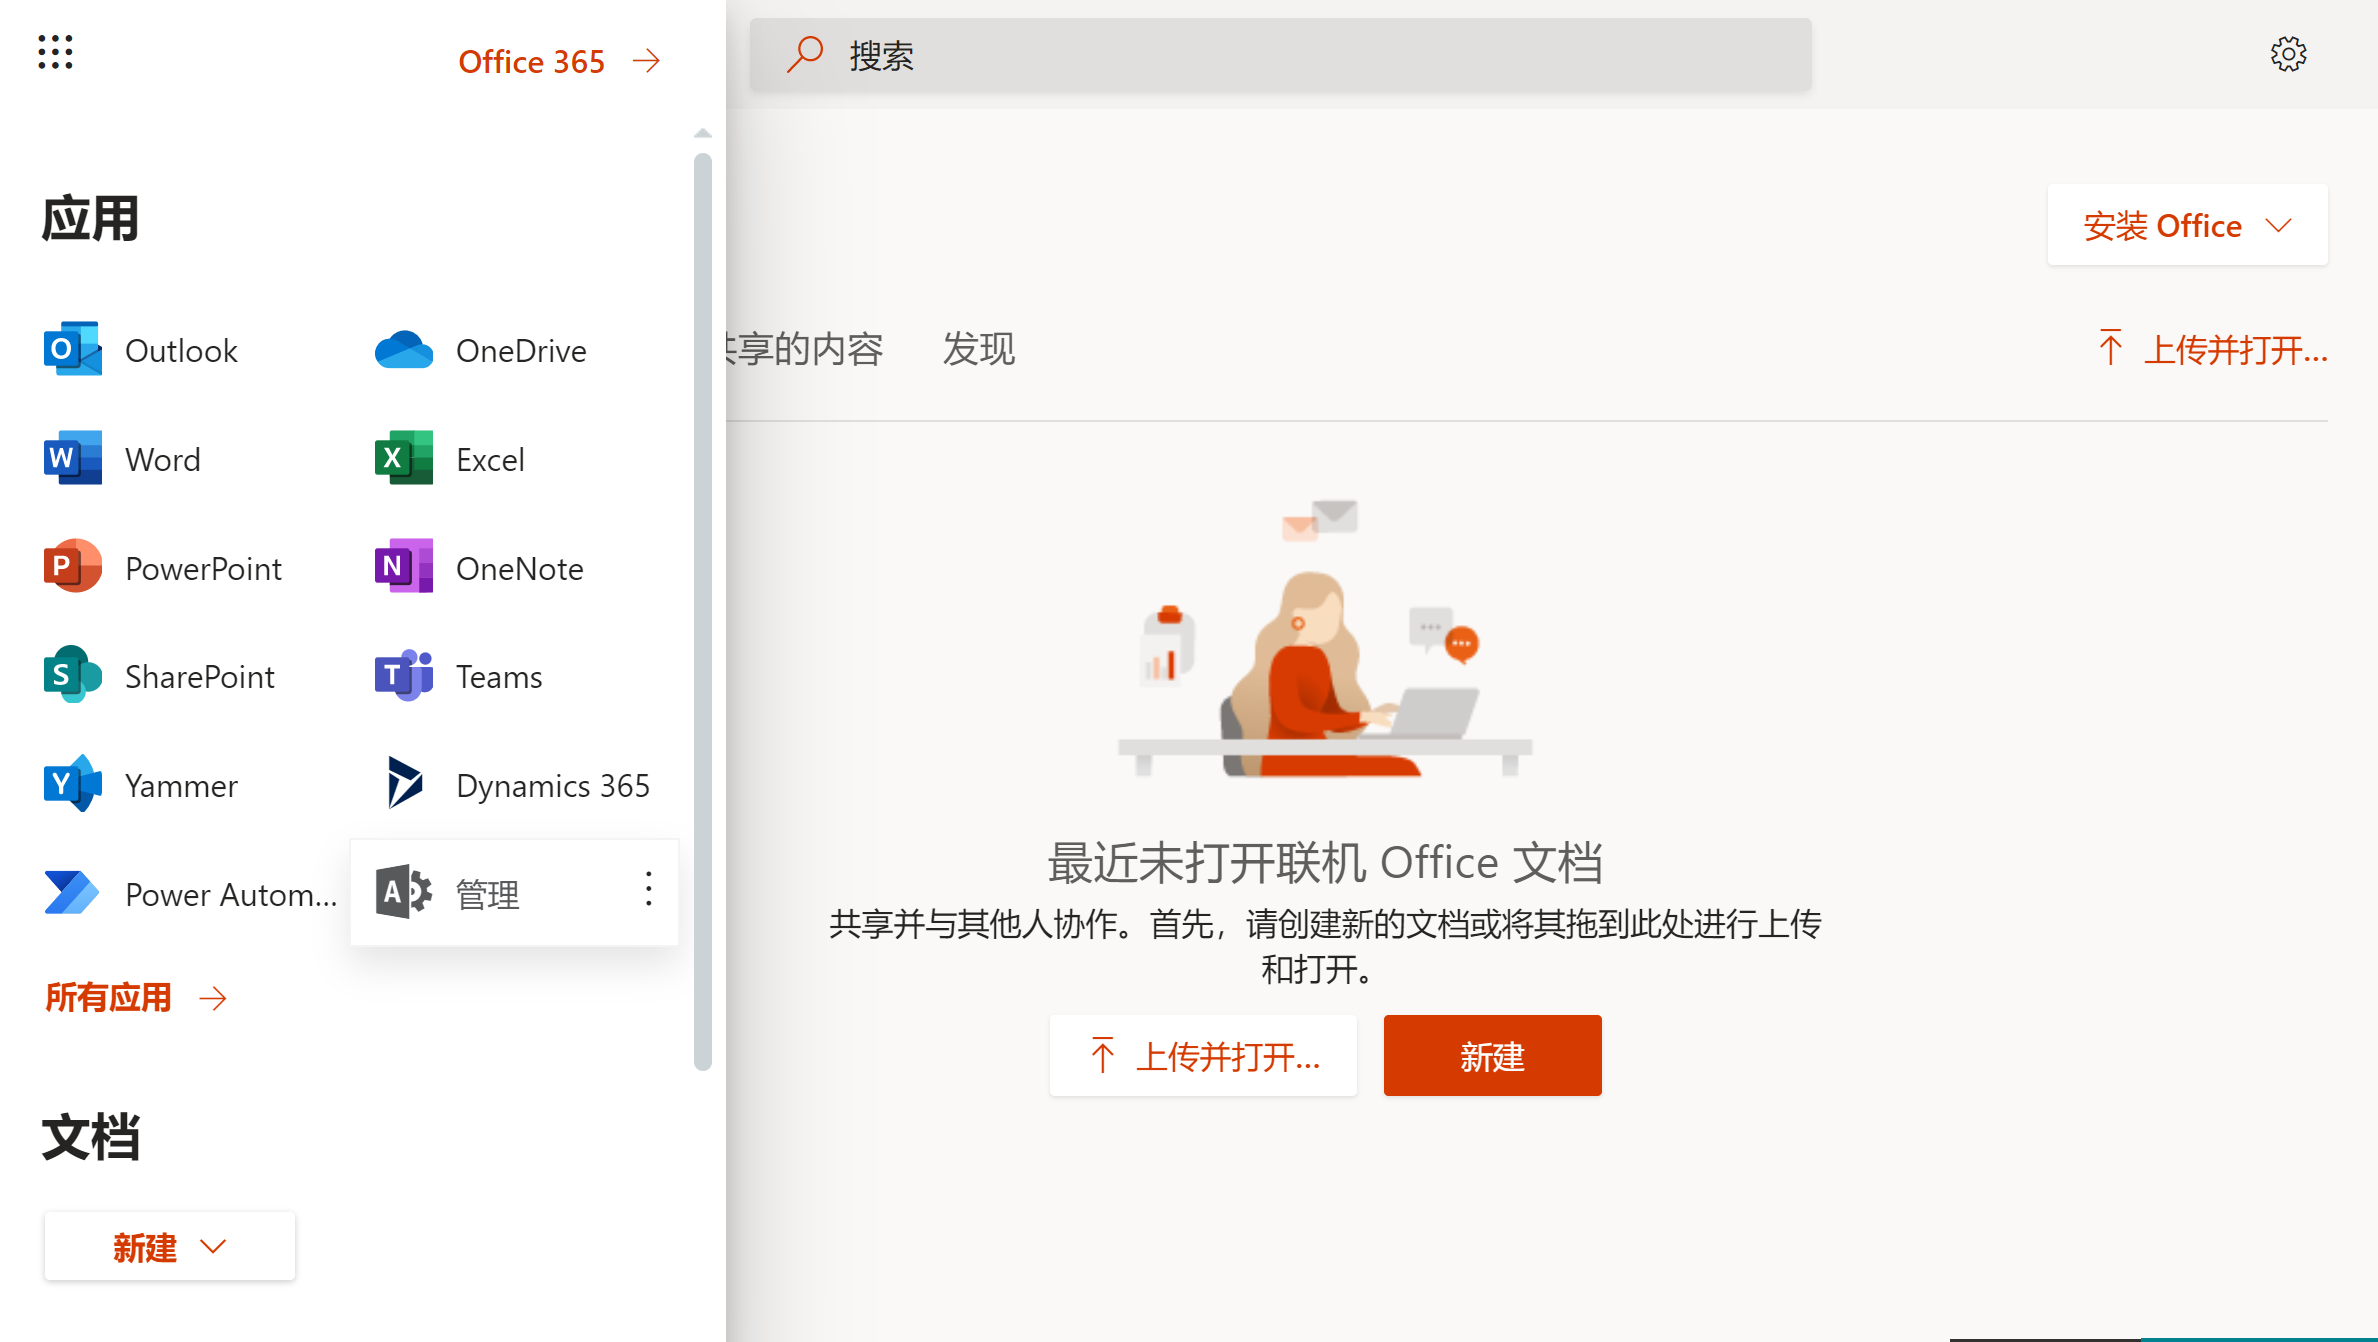 Office 365
搜索
应用
安装 Office
Outlook
OneDrive
共享的内容
发现
上传并打开...
Word
Excel
PowerPoint
OneNote
SharePoint
Teams
Yammer
Dynamics 365
Power Autom...
管理
最近未打开联机 Office 文档
共享并与其他人协作。首先，请创建新的文档或将其拖到此处进行上传
和打开。
所有应用
上传并打开...
新建
文档
新建